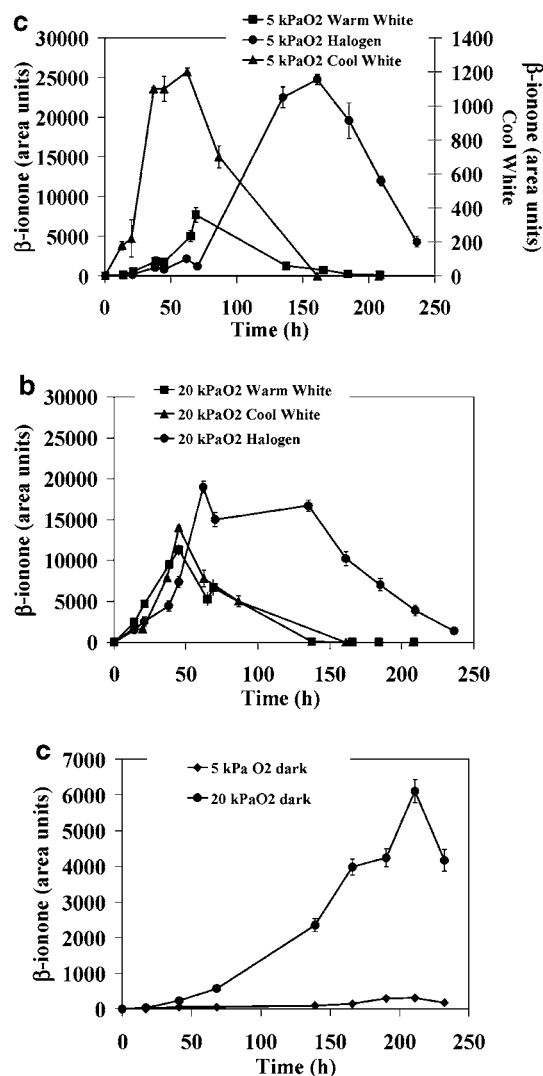 c
5 kPaO2 Warm White
5 kPaO2 Halogen
5 kPaO2 Cool White
30000
25000
20000
15000
10000
5000
0
1400
1200
1000
800
600
400
200
0
β-ionone (area units)
β-ionone (area units)
Cool White
0 50 100 150 200 250
Time (h)
b
20 kPaO2 Warm White
20 kPaO2 Cool White
20 kPaO2 Halogen
30000
25000
20000
15000
10000
5000
0
β-ionone (area units)
0 50 100 150 200 250
Time (h)
c
5 kPa O2 dark
20 kPaO2 dark
7000
6000
5000
4000
3000
2000
1000
0
β-ionone (area units)
0 50 100 150 200 250
Time (h)